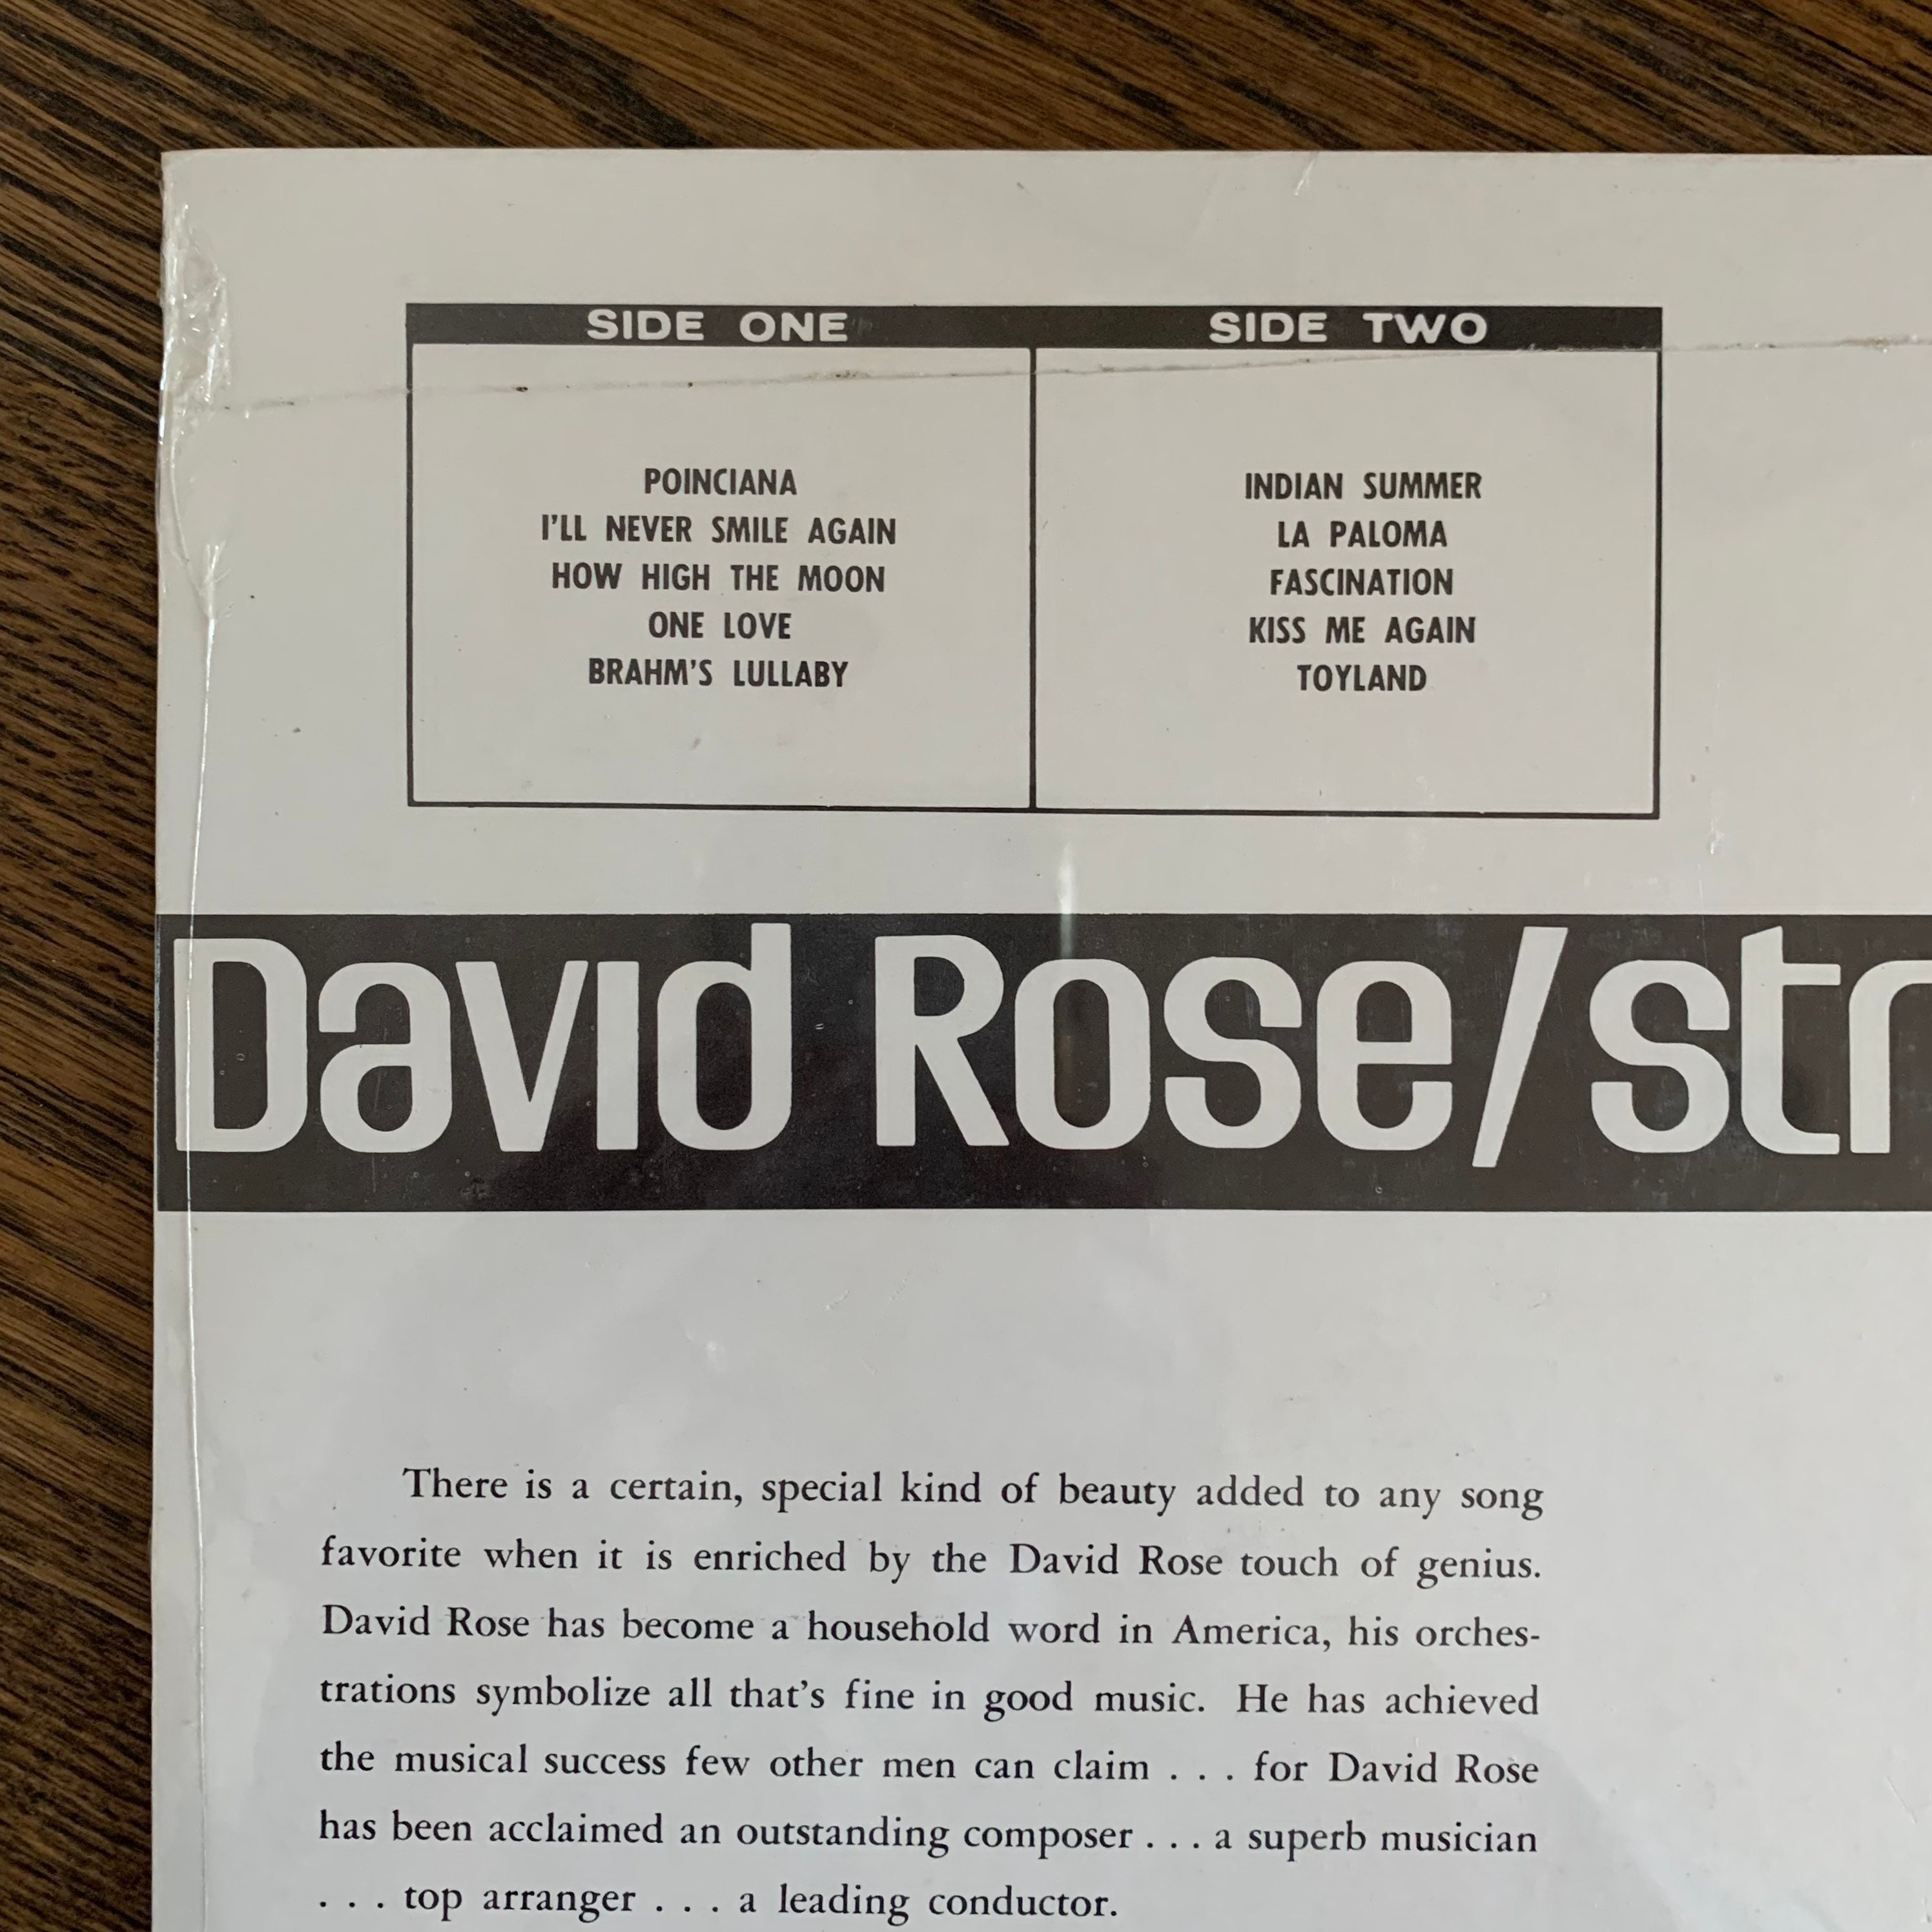 SIDE ONE
POINCIANA
I'LL NEVER SMILE AGAIN
HOW HIGH THE MOON
ONE LOVE
BRAHM'S LULLABY
SIDE TWO
INDIAN SUMMER
LA PALOMA
FASCINATION
KISS ME AGAIN
TOYLAND
David Rose/str
There is a certain, special kind of beauty added to any song
favorite when it is enriched by the David Rose touch of genius.
David Rose has become a household word in America, his orches-
trations symbolize all that's fine in good music. He has achieved
the musical success few other men can claim . . . for David Rose
has been acclaimed an outstanding composer . . . a superb musician
. . . top arranger . . . a leading conductor.